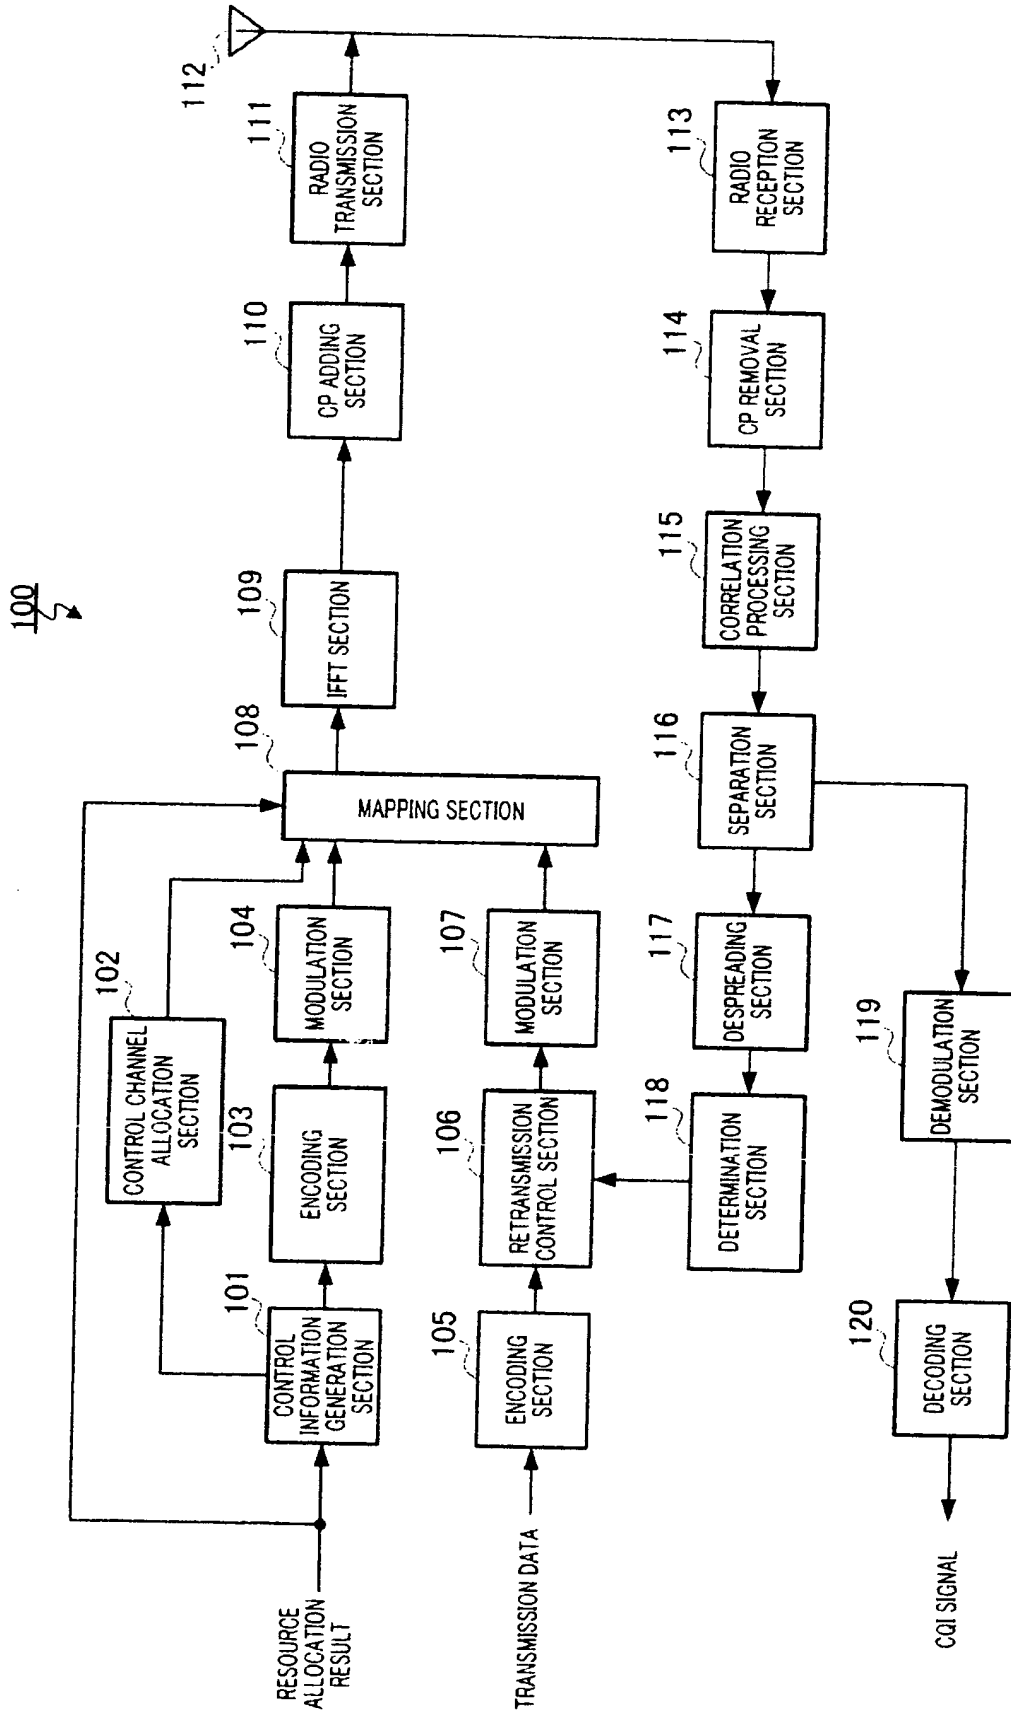 100
RESOURCE
ALLOCATION
RESULT
101
CONTROL
INFORMATION
GENERATION
SECTION
102
CONTROL CHANNEL
ALLOCATION
SECTION
103
ENCODING
SECTION
104
MODULATION
SECTION
TRANSMISSION DATA
105
ENCODING
SECTION
106
RETRANSMISSION
CONTROL SECTION
107
MODULATION
SECTION
108
MAPPING SECTION
109
IFFT SECTION
110
CP ADDING
SECTION
111
RADIO
TRANSMISSION
SECTION
112
113
RADIO
RECEPTION
SECTION
114
CP REMOVAL
SECTION
115
CORRELATION
PROCESSING
SECTION
116
SEPARATION
SECTION
117
DESPREADING
SECTION
118
DETERMINATION
SECTION
119
DEMODULATION
SECTION
120
DECODING
SECTION
CQI SIGNAL